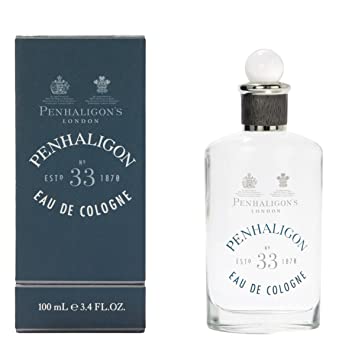 PENHALIGON'S
LONDON
PENHALIGON
Nº
ESTD 33 1870
EAU DE COLOGNE
100 mL ℮ 3.4 FL.OZ.
PENHALIGON'S
LONDON
PENHALIGON
Nº
ESTD 33 1870
EAU DE COLOGNE